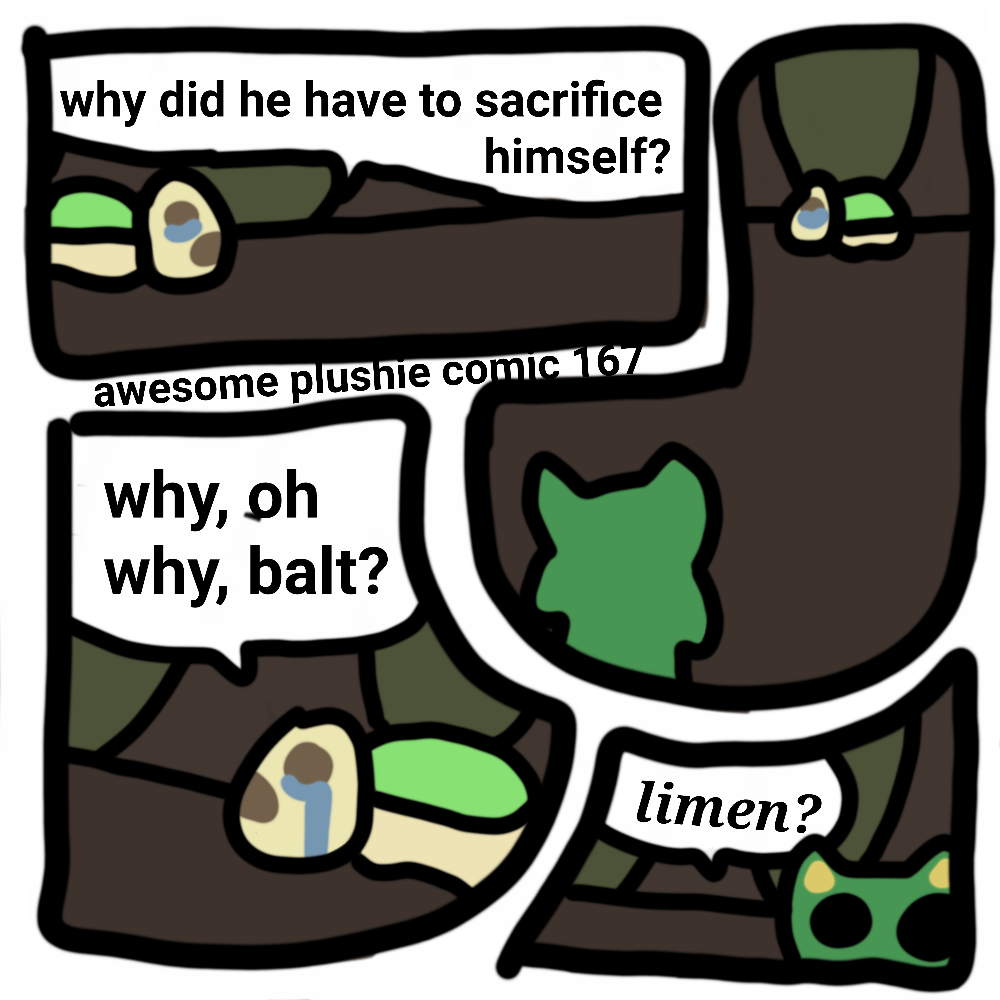 why did he have to sacrifice
himself?
awesome plushie comic 167
why, oh
why, balt?
limen?